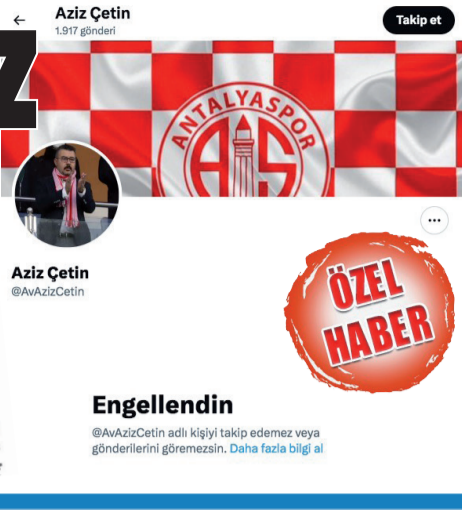 Aziz Çetin
1.917 gönderi
Takip et
Z
ANTALYASPOR
Aziz Çetin
@AvAzizCetin
ÖZEL
HABER
Engellendin
@AvAzizCetin adlı kişiyi takip edemez veya
gönderilerini göremezsin. Daha fazla bilgi al